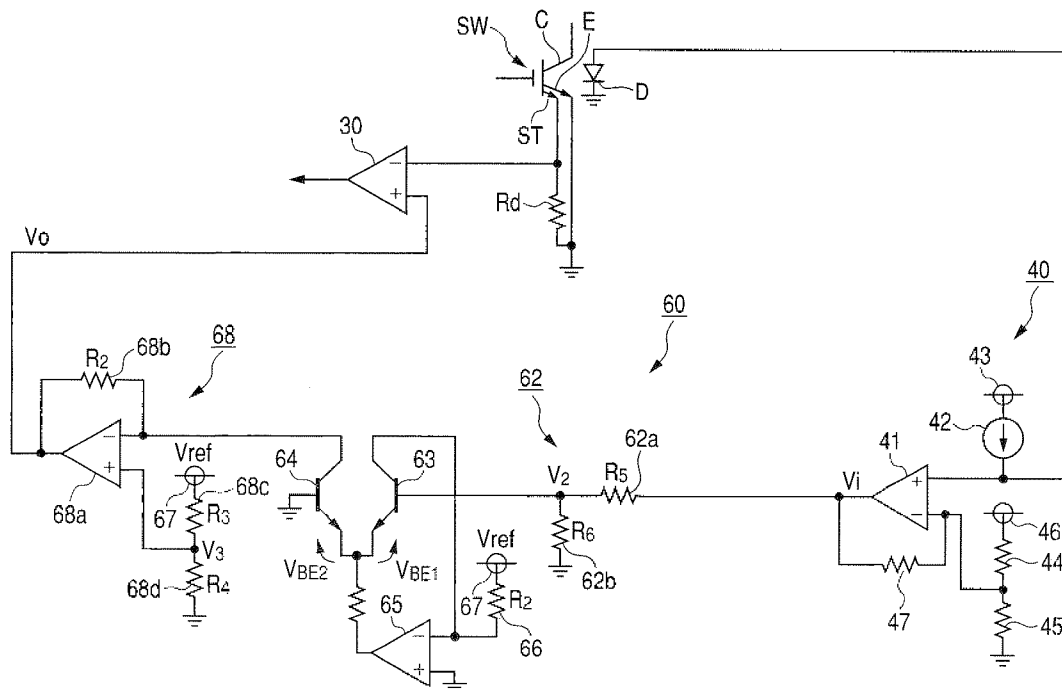 C
E
SW
D
ST
30
−
+
Rd
Vo
68
R2
68b
60
40
43
62
42
62a
Vref
64
63
V2
R5
Vi
41
+
−
46
−
+
68a
67
68c
R3
R6
44
V3
VBE2
VBE1
Vref
62b
68d
R4
67
R2
47
45
65
−
+
66